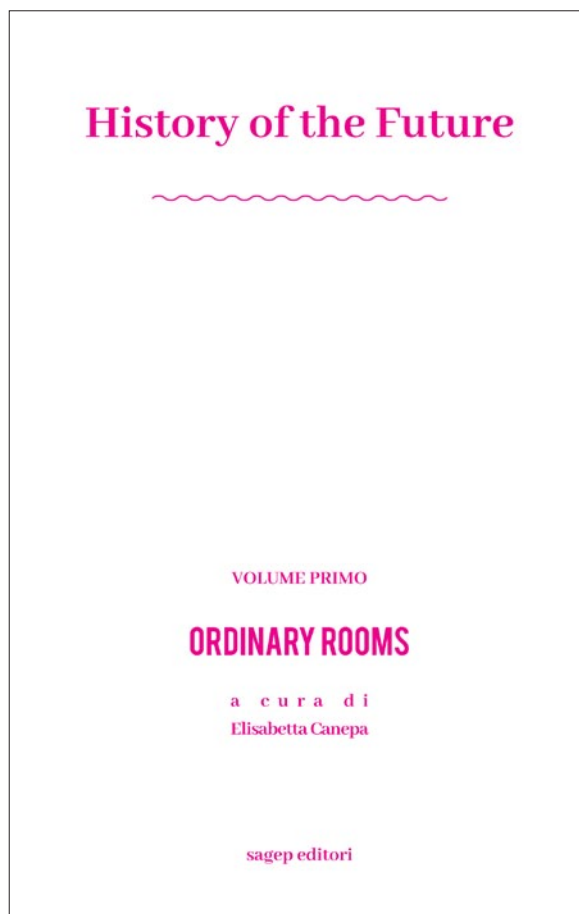 History of the Future
VOLUME PRIMO
ORDINARY ROOMS
a cura di
Elisabetta Canepa
sagep editori